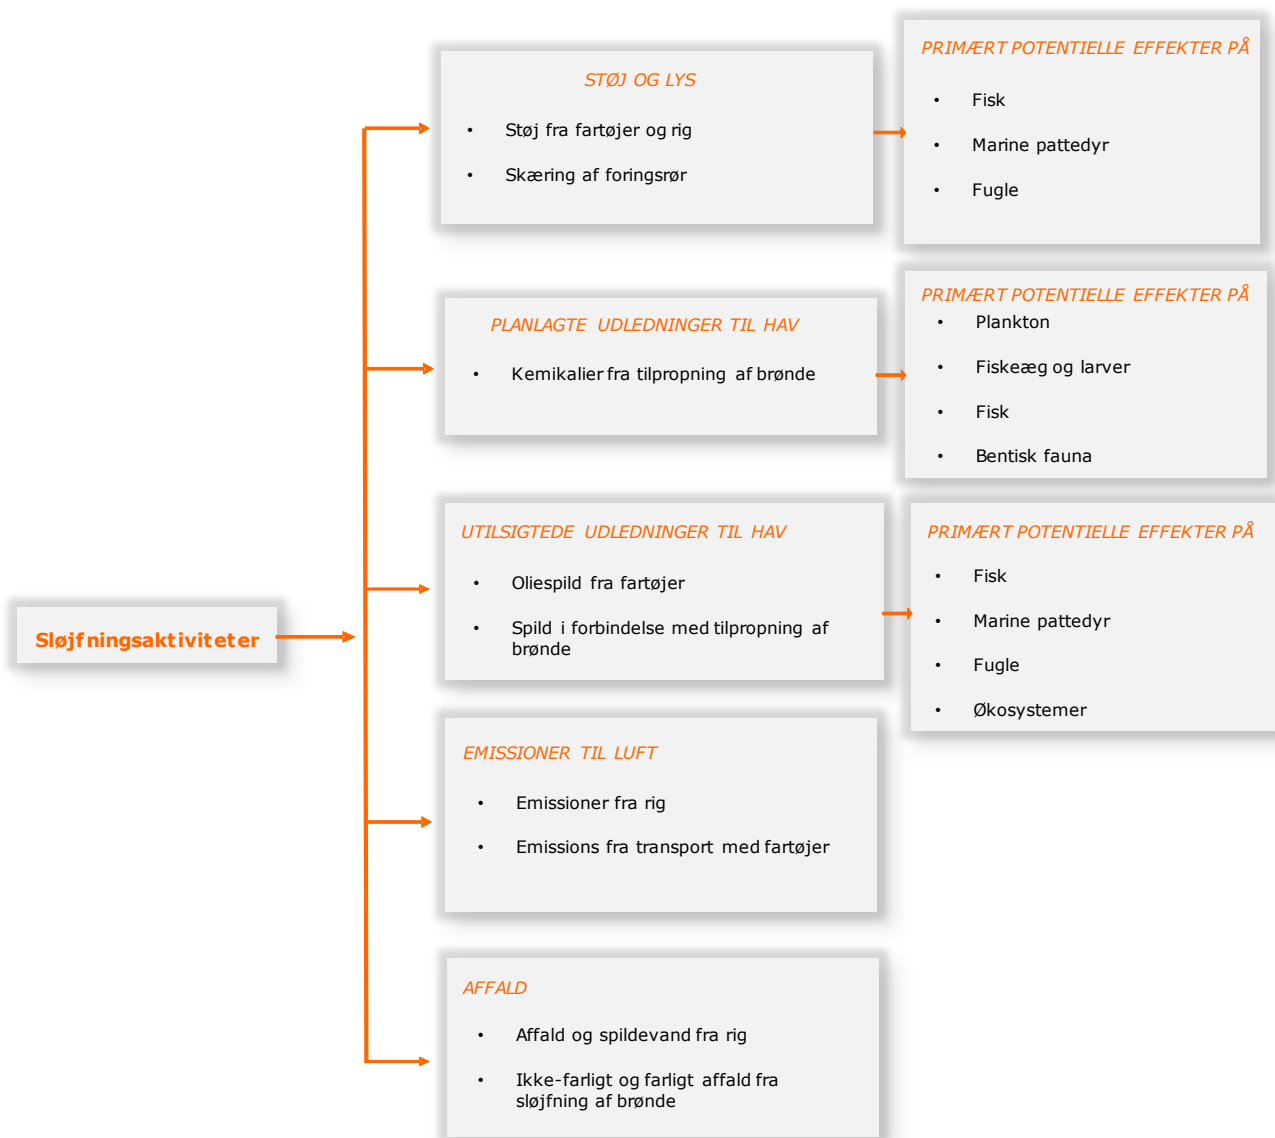 Sløjfningsaktiviteter
STØJ OG LYS
• Støj fra fartøjer og rig
• Skæring af foringsrør
PRIMÆRT POTENTIELLE EFFEKTER PÅ
• Fisk
• Marine pattedyr
• Fugle
PLANLAGTE UDLEDNINGER TIL HAV
• Kemikalier fra tilpropning af brønde
PRIMÆRT POTENTIELLE EFFEKTER PÅ
• Plankton
• Fiskeæg og larver
• Fisk
• Bentisk fauna
UTILSIGTEDE UDLEDNINGER TIL HAV
• Oliespild fra fartøjer
• Spild i forbindelse med tilpropning af
brønde
PRIMÆRT POTENTIELLE EFFEKTER PÅ
• Fisk
• Marine pattedyr
• Fugle
• Økosystemer
EMISSIONER TIL LUFT
• Emissioner fra rig
• Emissions fra transport med fartøjer
AFFALD
• Affald og spildevand fra rig
• Ikke-farligt og farligt affald fra
sløjfning af brønde